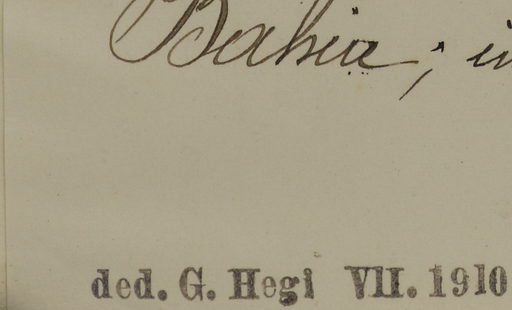 Bahia; i
ded. G. Hegi VII. 1910